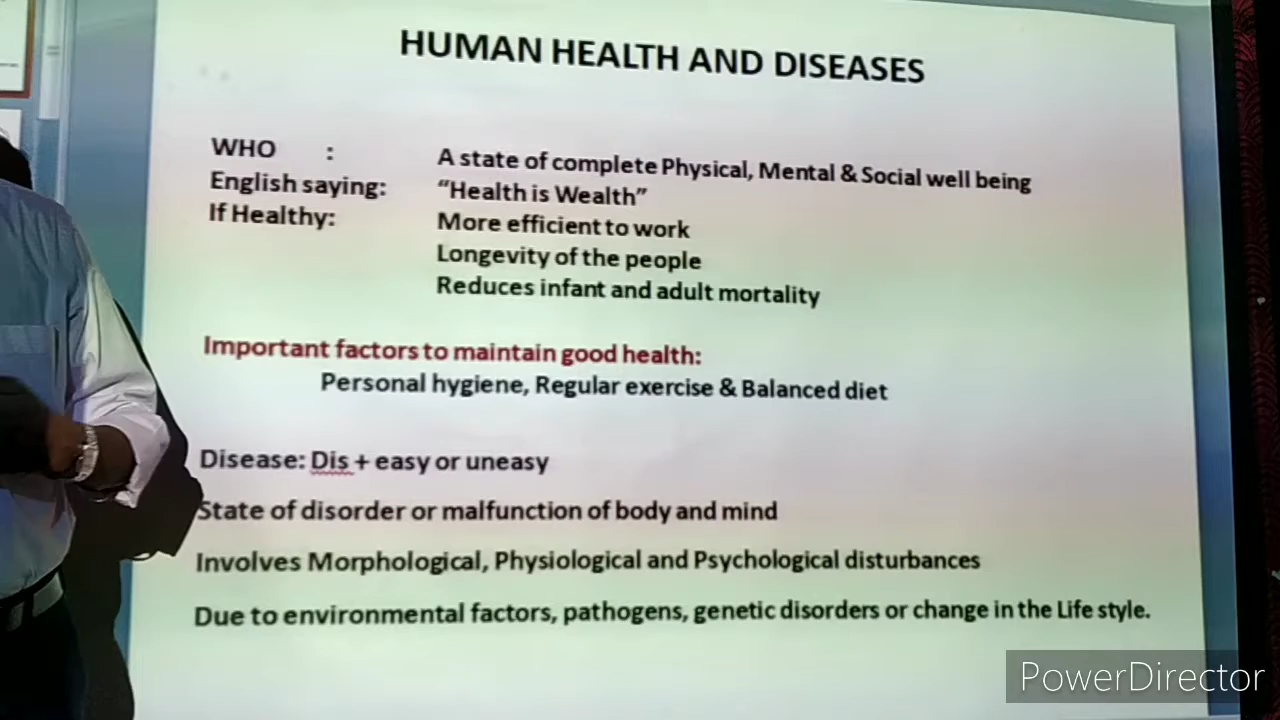 HUMAN HEALTH AND DISEASES
WHO : A state of complete Physical, Mental & Social well being
English saying: “Health is Wealth”
If Healthy: More efficient to work
Longevity of the people
Reduces infant and adult mortality
Important factors to maintain good health:
Personal hygiene, Regular exercise & Balanced diet
Disease: Dis + easy or uneasy
State of disorder or malfunction of body and mind
Involves Morphological, Physiological and Psychological disturbances
Due to environmental factors, pathogens, genetic disorders or change in the Life style.
PowerDirector